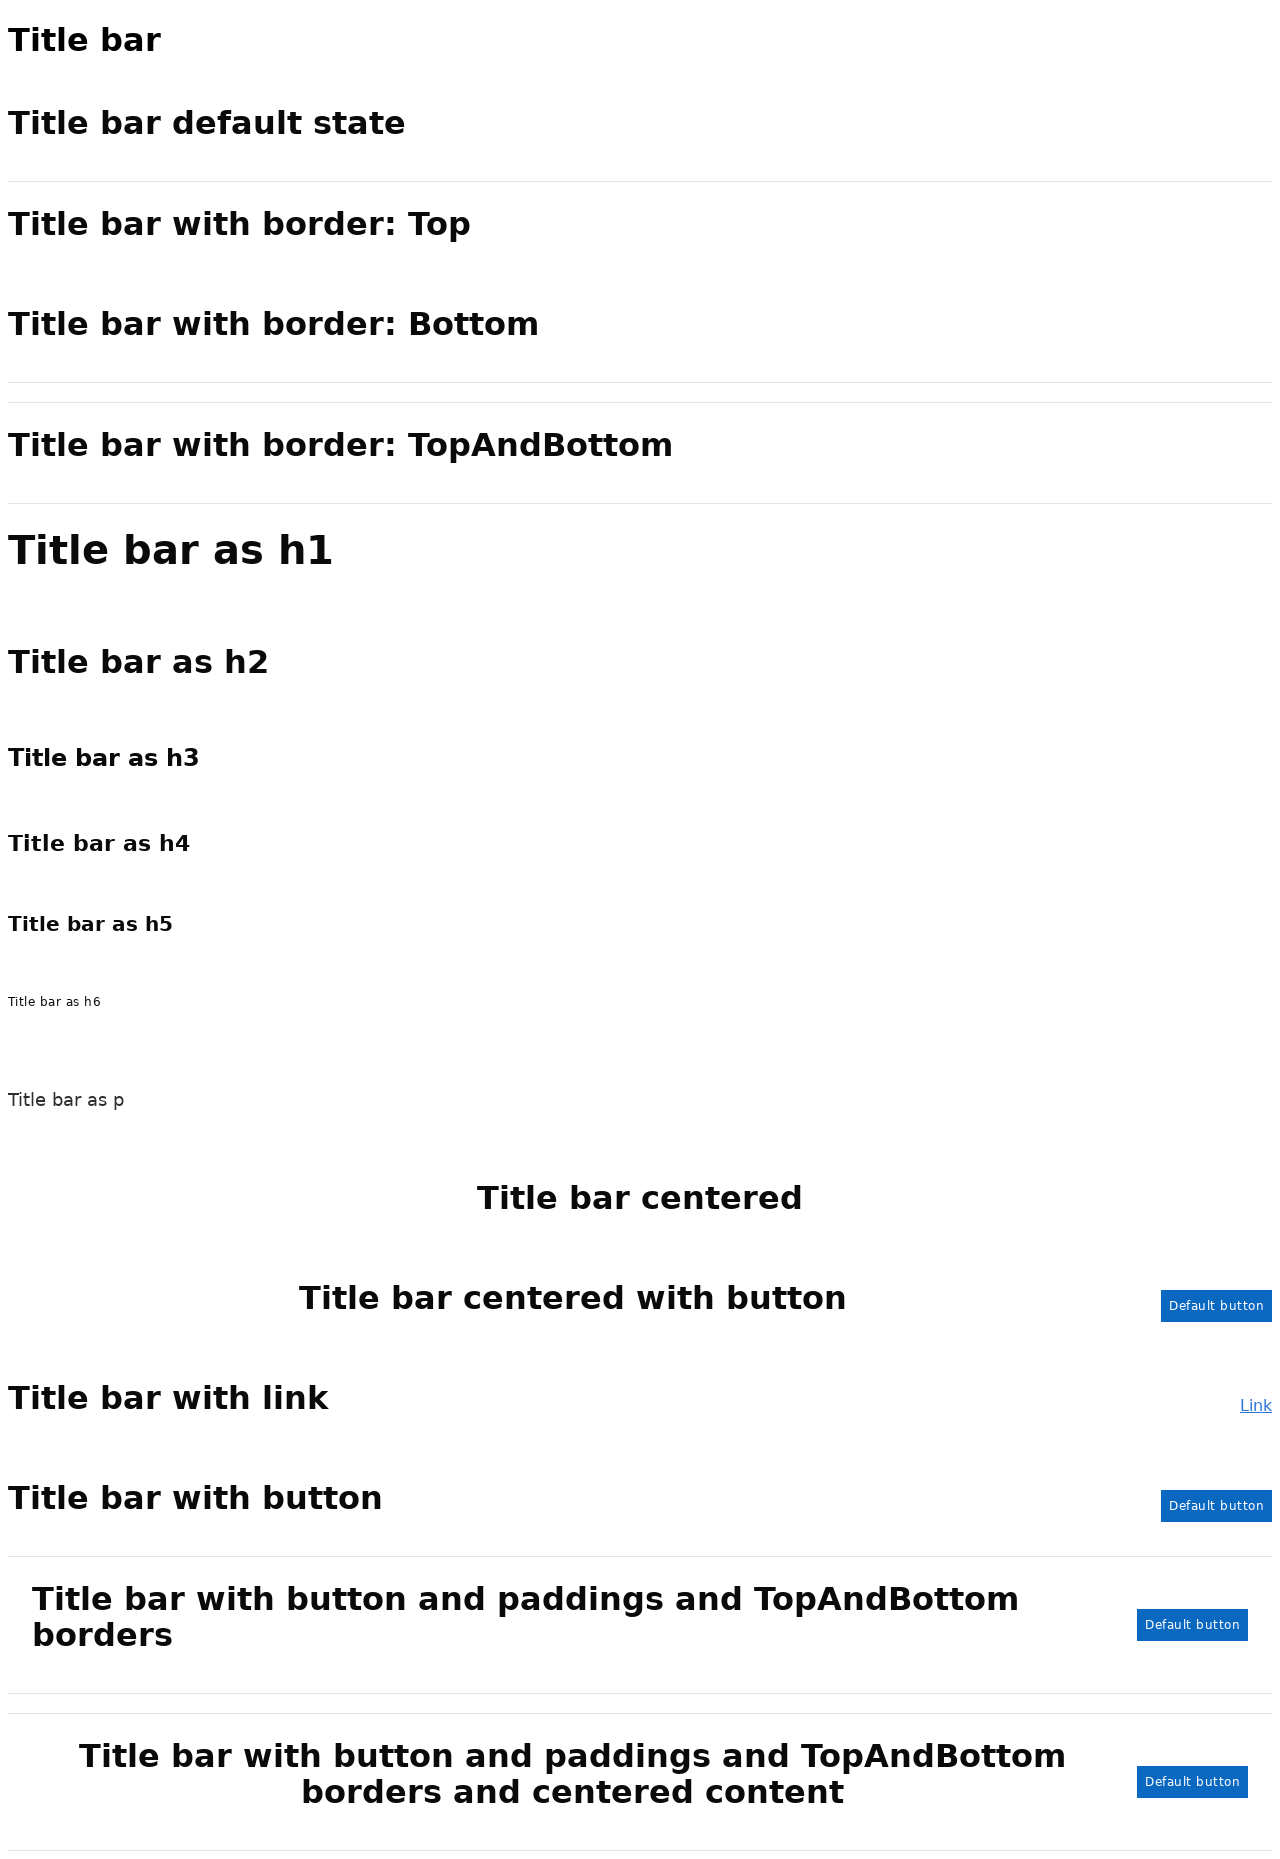 Title bar
Title bar default state
Title bar with border: Top
Title bar with border: Bottom
Title bar with border: TopAndBottom
Title bar as h1
Title bar as h2
Title bar as h3
Title bar as h4
Title bar as h5
Title bar as h6
Title bar as p
Title bar centered
Title bar centered with button
Default button
Title bar with link
Link
Title bar with button
Default button
Title bar with button and paddings and TopAndBottom
borders
Default button
Title bar with button and paddings and TopAndBottom
borders and centered content
Default button